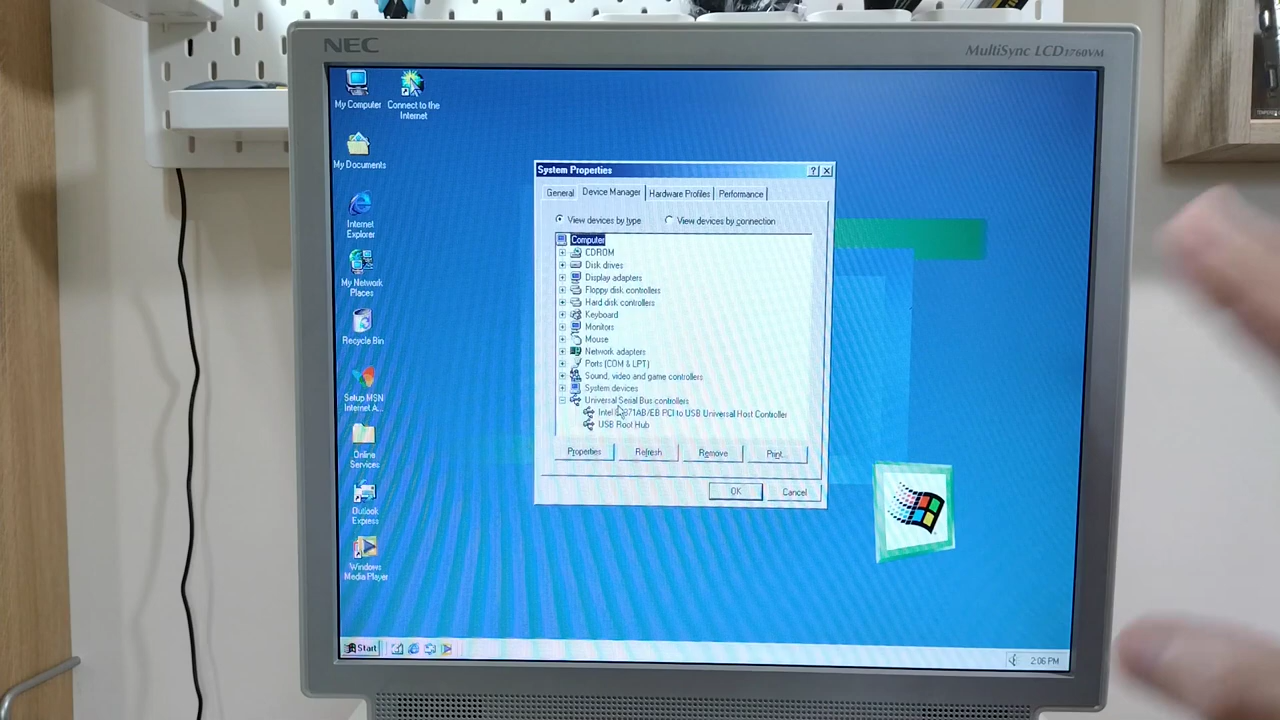 NEC
MultiSync LCD1760VM
My Computer
Connect to the
Internet
My Documents
Internet
Explorer
My Network
Places
Recycle Bin
Setup MSN
Internet A...
Online
Services
Outlook
Express
Windows
Media Player
System Properties
General
Device Manager
Hardware Profiles
Performance
View devices by type
View devices by connection
Computer
CDROM
Disk drives
Display adapters
Floppy disk controllers
Hard disk controllers
Keyboard
Monitors
Mouse
Network adapters
Ports (COM & LPT)
Sound, video and game controllers
System devices
Universal Serial Bus controllers
Intel 82371AB/EB PCI to USB Universal Host Controller
USB Root Hub
Properties
Refresh
Remove
Print...
OK
Cancel
Start
2:06 PM